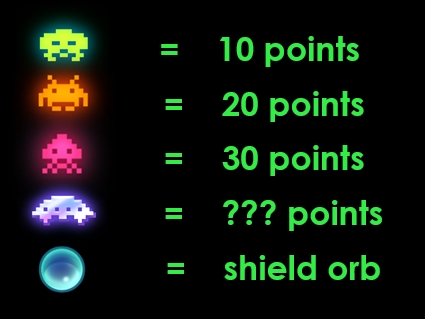 = 10 points
= 20 points
= 30 points
= ??? points
= shield orb